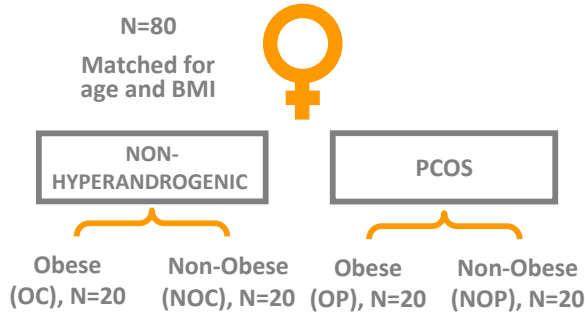 N=80
Matched for
age and BMI
NON-
HYPERANDROGENIC
PCOS
Obese
(OC), N=20
Non-Obese
(NOC), N=20
Obese
(OP), N=20
Non-Obese
(NOP), N=20